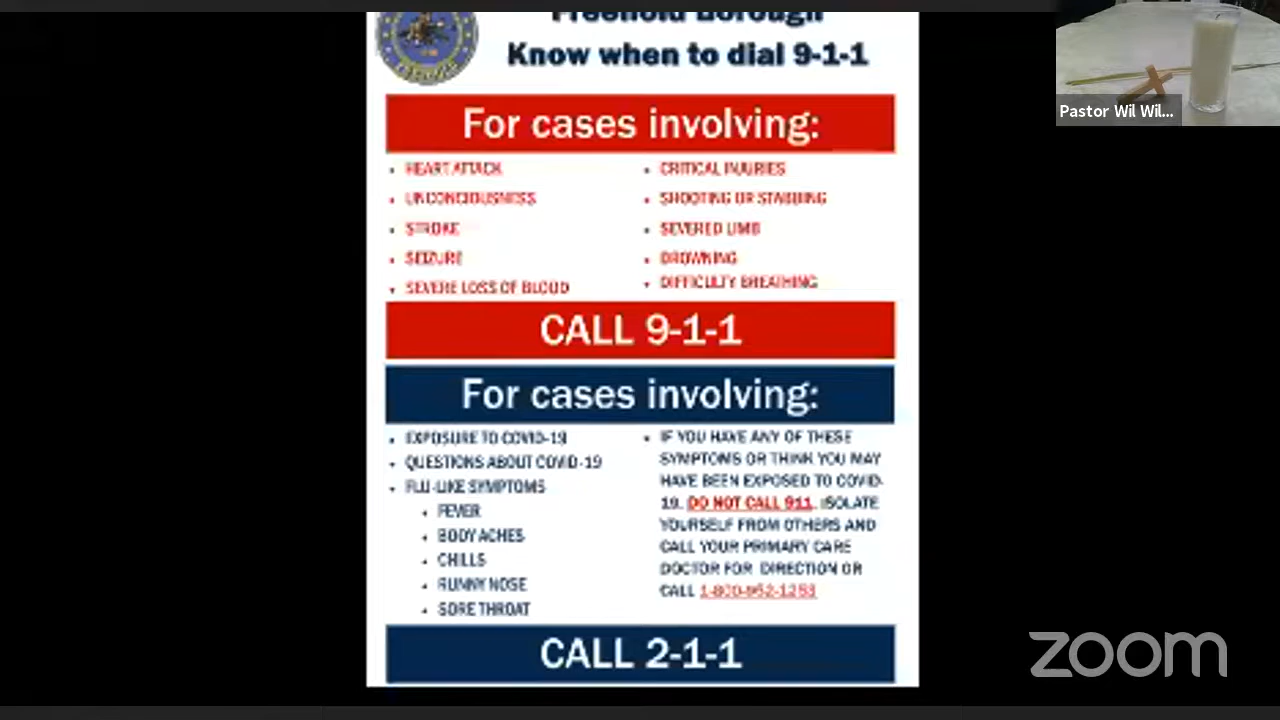 Freehold Borough
Know when to dial 9-1-1
For cases involving:
• HEART ATTACK
• UNCONCIOUSNESS
• STROKE
• SEIZURE
• SEVERE LOSS OF BLOOD
• CRITICAL INJURIES
• SHOOTING OR STABBING
• SEVERED LIMB
• DROWNING
• DIFFICULTY BREATHING
CALL 9-1-1
For cases involving:
• EXPOSURE TO COVID-19
• QUESTIONS ABOUT COVID-19
• FLU-LIKE SYMPTOMS
• FEVER
• BODY ACHES
• CHILLS
• RUNNY NOSE
• SORE THROAT
• IF YOU HAVE ANY OF THESE
SYMPTOMS OR THINK YOU MAY
HAVE BEEN EXPOSED TO COVID-
19. DO NOT CALL 911. ISOLATE
YOURSELF FROM OTHERS AND
CALL YOUR PRIMARY CARE
DOCTOR FOR DIRECTION OR
CALL 1-800-962-1253
CALL 2-1-1
Pastor Wil Wil...
zoom